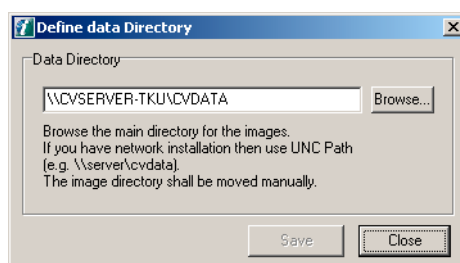 Define data Directory
Data Directory
\\CVSERVER-TKU\CVDATA
Browse...
Browse the main directory for the images.
If you have network installation then use UNC Path
(e.g. \\server\cvdata).
The image directory shall be moved manually.
Save
Close